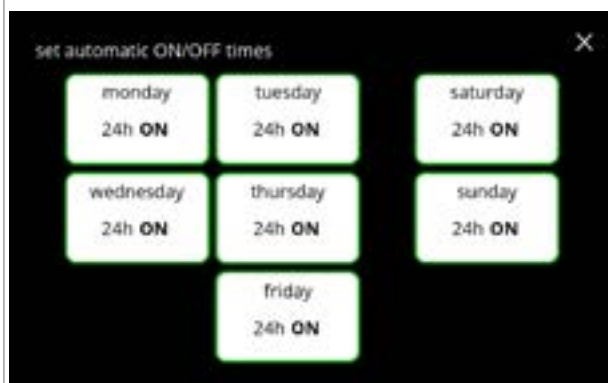 set automatic ON/OFF times
monday
24h ON
tuesday
24h ON
saturday
24h ON
wednesday
24h ON
thursday
24h ON
sunday
24h ON
friday
24h ON